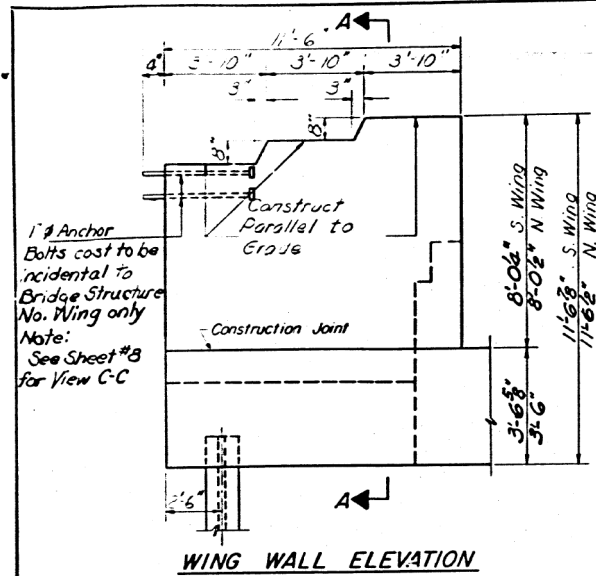 A
11'-6"
4"
3'-10"
3'-10"
3'-10"
3"
3"
8"
8"
Construct
Parallel to
Grade
1" ø Anchor
Bolts cost to be
incidental to
Bridge Structure
No. Wing only
Note:
See Sheet #8
for View C-C
Construction Joint
8'-0¼" S. Wing
8'-0½" N Wing
11'-6⅞" S. Wing
11'-6½" N. Wing
3'-6⅝"
3'-6"
2'-6"
A
WING WALL ELEVATION